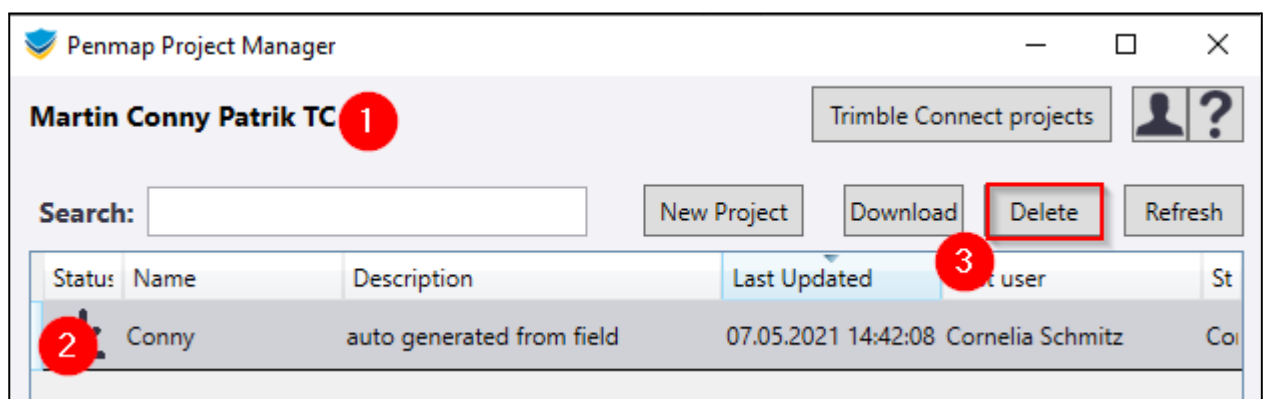 Penmap Project Manager
Martin Conny Patrik TC 1
Trimble Connect projects ?
Search: New Project Download Delete Refresh
Name Description Last Updated 3 user St
2 Conny auto generated from field 07.05.2021 14:42:08 Cornelia Schmitz